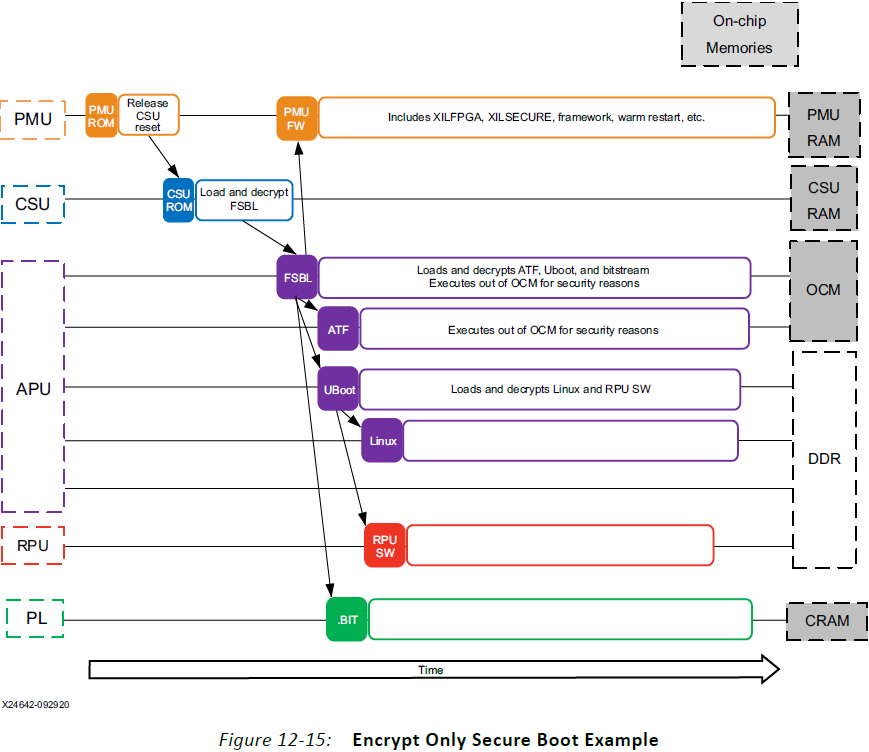 On-chip
Memories
PMU
PMU
ROM
Release
CSU
reset
PMU
FW
Includes XILFPGA, XILSECURE, framework, warm restart, etc.
PMU
RAM
CSU
CSU
ROM
Load and decrypt
FSBL
CSU
RAM
APU
FSBL
Loads and decrypts ATF, Uboot, and bitstream
Executes out of OCM for security reasons
OCM
ATF
Executes out of OCM for security reasons
UBoot
Loads and decrypts Linux and RPU SW
Linux
DDR
RPU
RPU
SW
PL
.BIT
CRAM
Time
X24642-092920
Figure 12-15: Encrypt Only Secure Boot Example